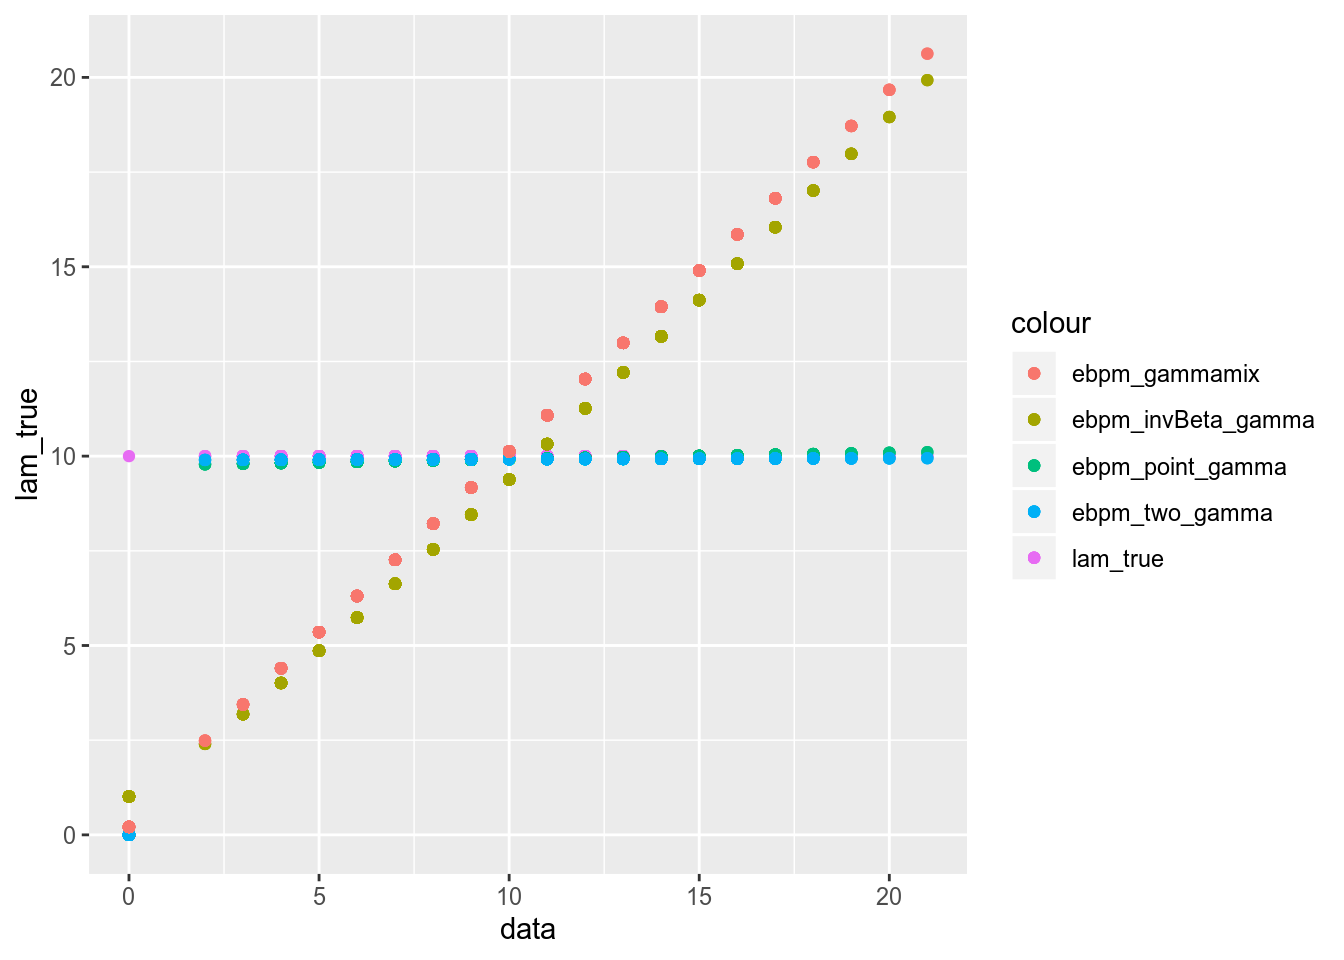 20
15
10
5
0
lam_true
0 5 10 15 20
data
colour
ebpm_gammamix
ebpm_invBeta_gamma
ebpm_point_gamma
ebpm_two_gamma
lam_true